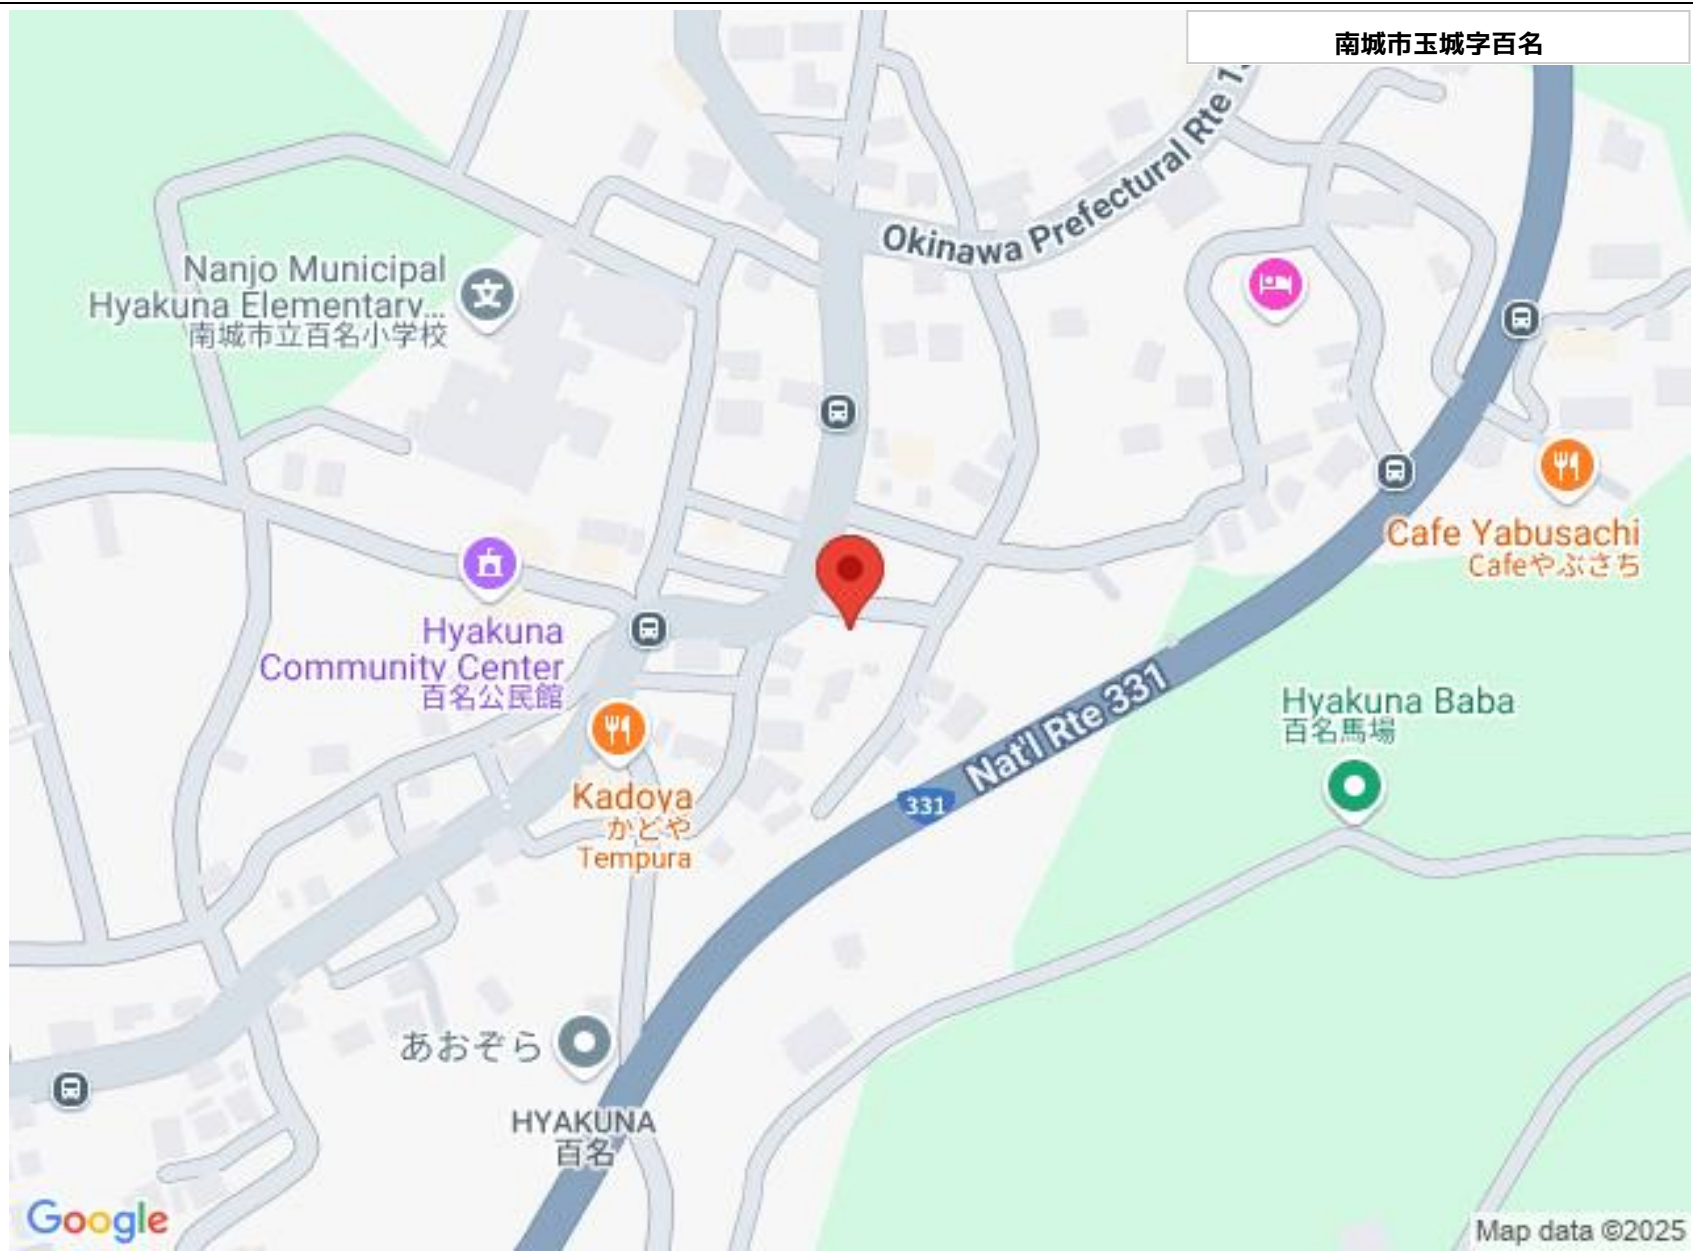 南城市玉城字百名
Okinawa Prefectural Rte 1
Nanjo Municipal
Hyakuna Elementary...
南城市立百名小学校
Cafe Yabusachi
Cafeやぶさち
Hyakuna
Community Center
百名公民館
Nat'l Rte 331
331
Hyakuna Baba
百名馬場
Kadoya
かどや
Tempura
あおぞら
HYAKUNA
百名
Google
Map data ©2025